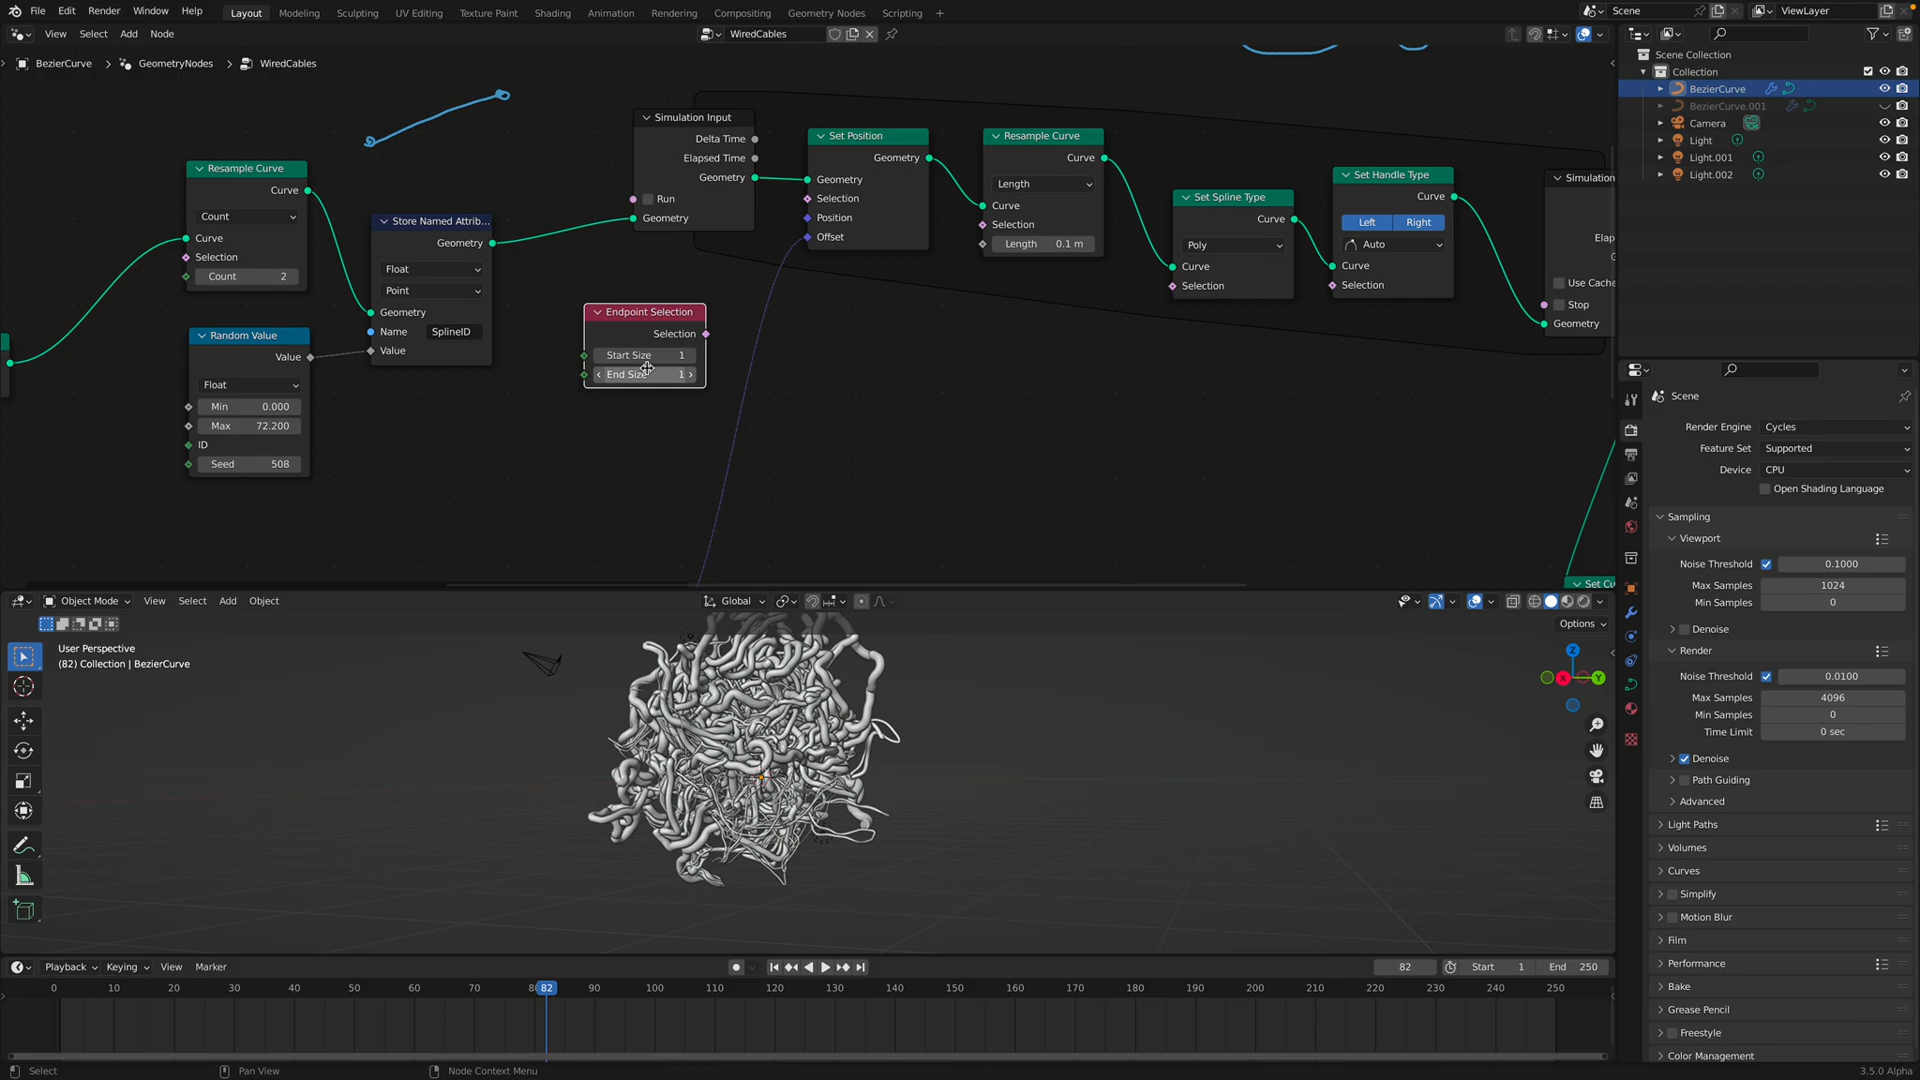 File Edit Render Window Help Layout Modeling Sculpting UV Editing Texture Paint Shading Animation Rendering Compositing Geometry Nodes Scripting + Scene ViewLayer
View Select Add Node WiredCables
BezierCurve GeometryNodes WiredCables
Resample Curve
Curve
Count
Curve
Selection
Count 2
Random Value
Value
Float
Min 0.000
Max 72.200
ID
Seed 508
Store Named Attrib...
Geometry
Float
Point
Geometry
Name SplineID
Value
Simulation Input
Delta Time
Elapsed Time
Geometry
Run
Geometry
Endpoint Selection
Selection
Start Size 1
End Size 1
Set Position
Geometry
Geometry
Selection
Position
Offset
Resample Curve
Curve
Length
Curve
Selection
Length 0.1 m
Set Spline Type
Curve
Poly
Curve
Selection
Set Handle Type
Curve
Left Right
Auto
Curve
Selection
Simulation
Elap
G
Use Cache
Stop
Geometry
Set Cu
Object Mode View Select Add Object Global
Options
User Perspective
(82) Collection | BezierCurve
Z
X
Y
Playback Keying View Marker 82 Start 1 End 250
0 10 20 30 40 50 60 70 8 82 90 100 110 120 130 140 150 160 170 180 190 200 210 220 230 240 250
Select Pan View Node Context Menu 3.5.0 Alpha
Scene Collection
Collection
BezierCurve
BezierCurve.001
Camera
Light
Light.001
Light.002
Scene
Render Engine Cycles
Feature Set Supported
Device CPU
Open Shading Language
Sampling
Viewport
Noise Threshold 0.1000
Max Samples 1024
Min Samples 0
Denoise
Render
Noise Threshold 0.0100
Max Samples 4096
Min Samples 0
Time Limit 0 sec
Denoise
Path Guiding
Advanced
Light Paths
Volumes
Curves
Simplify
Motion Blur
Film
Performance
Bake
Grease Pencil
Freestyle
Color Management